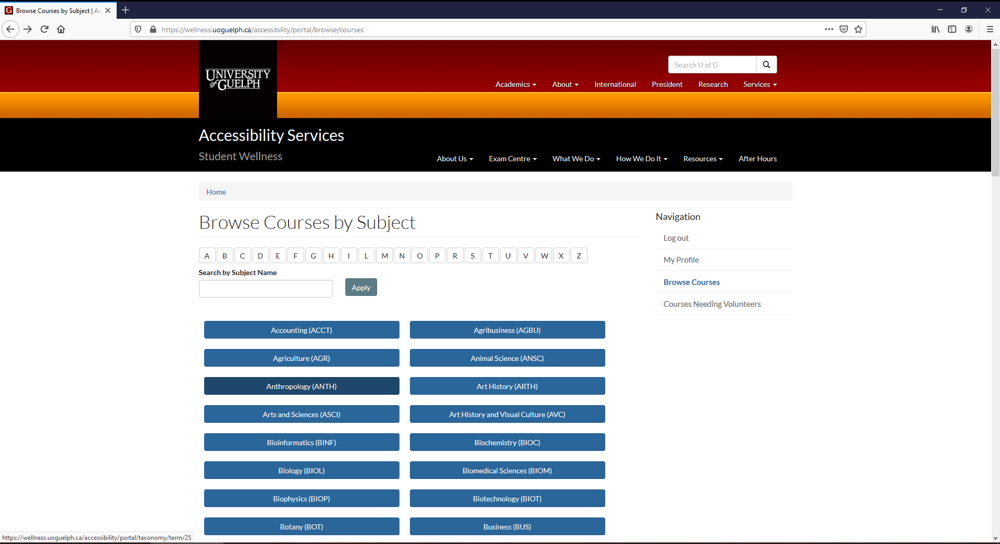 Browse Courses by Subject | Ac
https://wellness.uoguelph.ca/accessibility/portal/browse/courses
UNIVERSITY
of GUELPH
Search U of G
Academics About International President Research Services
Accessibility Services
Student Wellness
About Us Exam Centre What We Do How We Do It Resources After Hours
Home
Browse Courses by Subject
A B C D E F G H I L M N O P R S T U V W X Z
Search by Subject Name
Apply
Accounting (ACCT) Agribusiness (AGBU)
Agriculture (AGR) Animal Science (ANSC)
Anthropology (ANTH) Art History (ARTH)
Arts and Sciences (ASCI) Art History and Visual Culture (AVC)
Bioinformatics (BINF) Biochemistry (BIOC)
Biology (BIOL) Biomedical Sciences (BIOM)
Biophysics (BIOP) Biotechnology (BIOT)
Botany (BOT) Business (BUS)
Navigation
Log out
My Profile
Browse Courses
Courses Needing Volunteers
https://wellness.uoguelph.ca/accessibility/portal/taxonomy/term/25